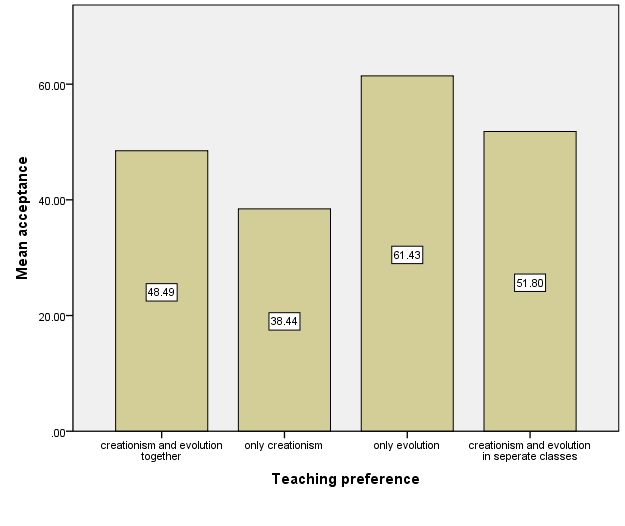 Mean acceptance
60.00
40.00
20.00
.00
48.49
38.44
61.43
51.80
creationism and evolution
together
only creationism
only evolution
creationism and evolution
in seperate classes
Teaching preference